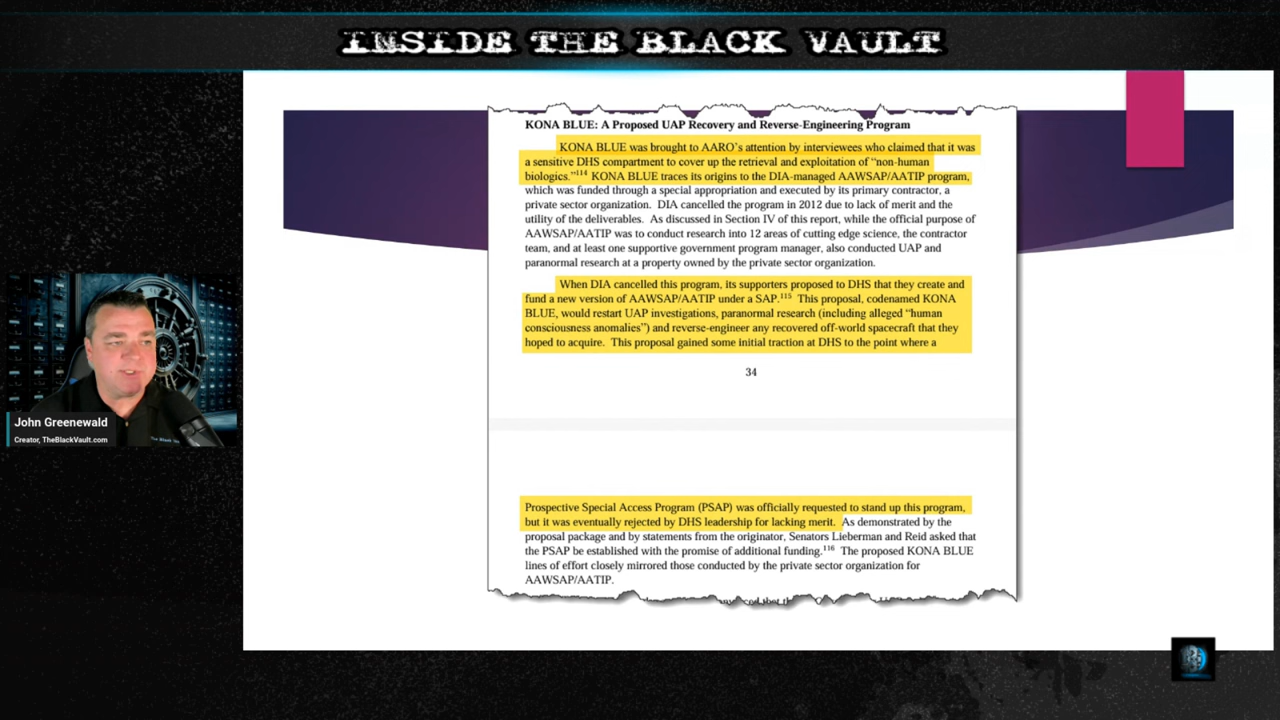 INSIDE THE BLACK VAULT
KONA BLUE: A Proposed UAP Recovery and Reverse-Engineering Program
KONA BLUE was brought to AARO's attention by interviewees who claimed that it was
a sensitive DHS compartment to cover up the retrieval and exploitation of "non-human
biologics."114 KONA BLUE traces its origins to the DIA-managed AAWSAP/AATIP program,
which was funded through a special appropriation and executed by its primary contractor, a
private sector organization. DIA cancelled the program in 2012 due to lack of merit and the
utility of the deliverables. As discussed in Section IV of this report, while the official purpose of
AAWSAP/AATIP was to conduct research into 12 areas of cutting edge science, the contractor
team, and at least one supportive government program manager, also conducted UAP and
paranormal research at a property owned by the private sector organization.
When DIA cancelled this program, its supporters proposed to DHS that they create and
fund a new version of AAWSAP/AATIP under a SAP.115 This proposal, codenamed KONA
BLUE, would restart UAP investigations, paranormal research (including alleged "human
consciousness anomalies") and reverse-engineer any recovered off-world spacecraft that they
hoped to acquire. This proposal gained some initial traction at DHS to the point where a
34
Prospective Special Access Program (PSAP) was officially requested to stand up this program,
but it was eventually rejected by DHS leadership for lacking merit. As demonstrated by the
proposal package and by statements from the originator, Senators Lieberman and Reid asked that
the PSAP be established with the promise of additional funding.116 The proposed KONA BLUE
lines of effort closely mirrored those conducted by the private sector organization for
AAWSAP/AATIP.
John Greenewald
Creator, TheBlackVault.com